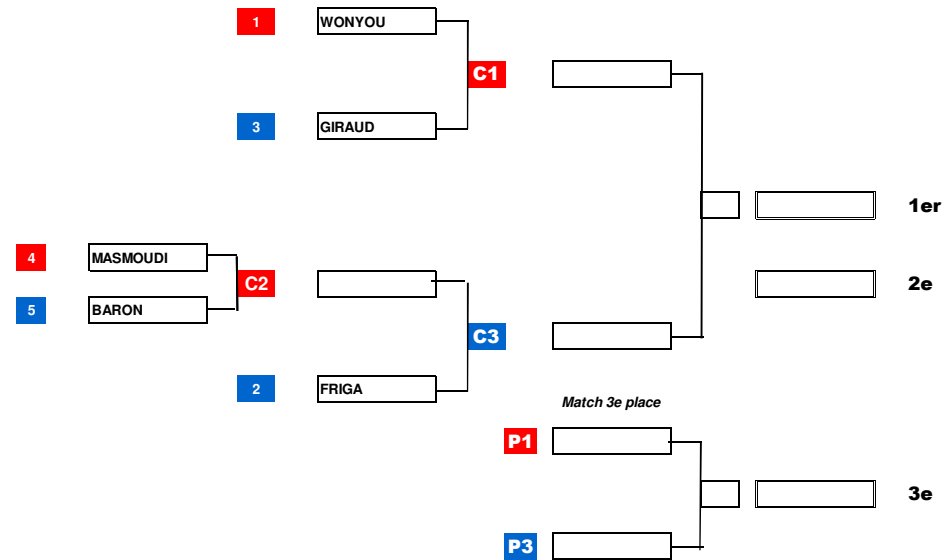 1 WONYOU
C1
3 GIRAUD
1er
4 MASMOUDI
C2
2e
5 BARON
C3
2 FRIGA
Match 3e place
P1
3e
P3